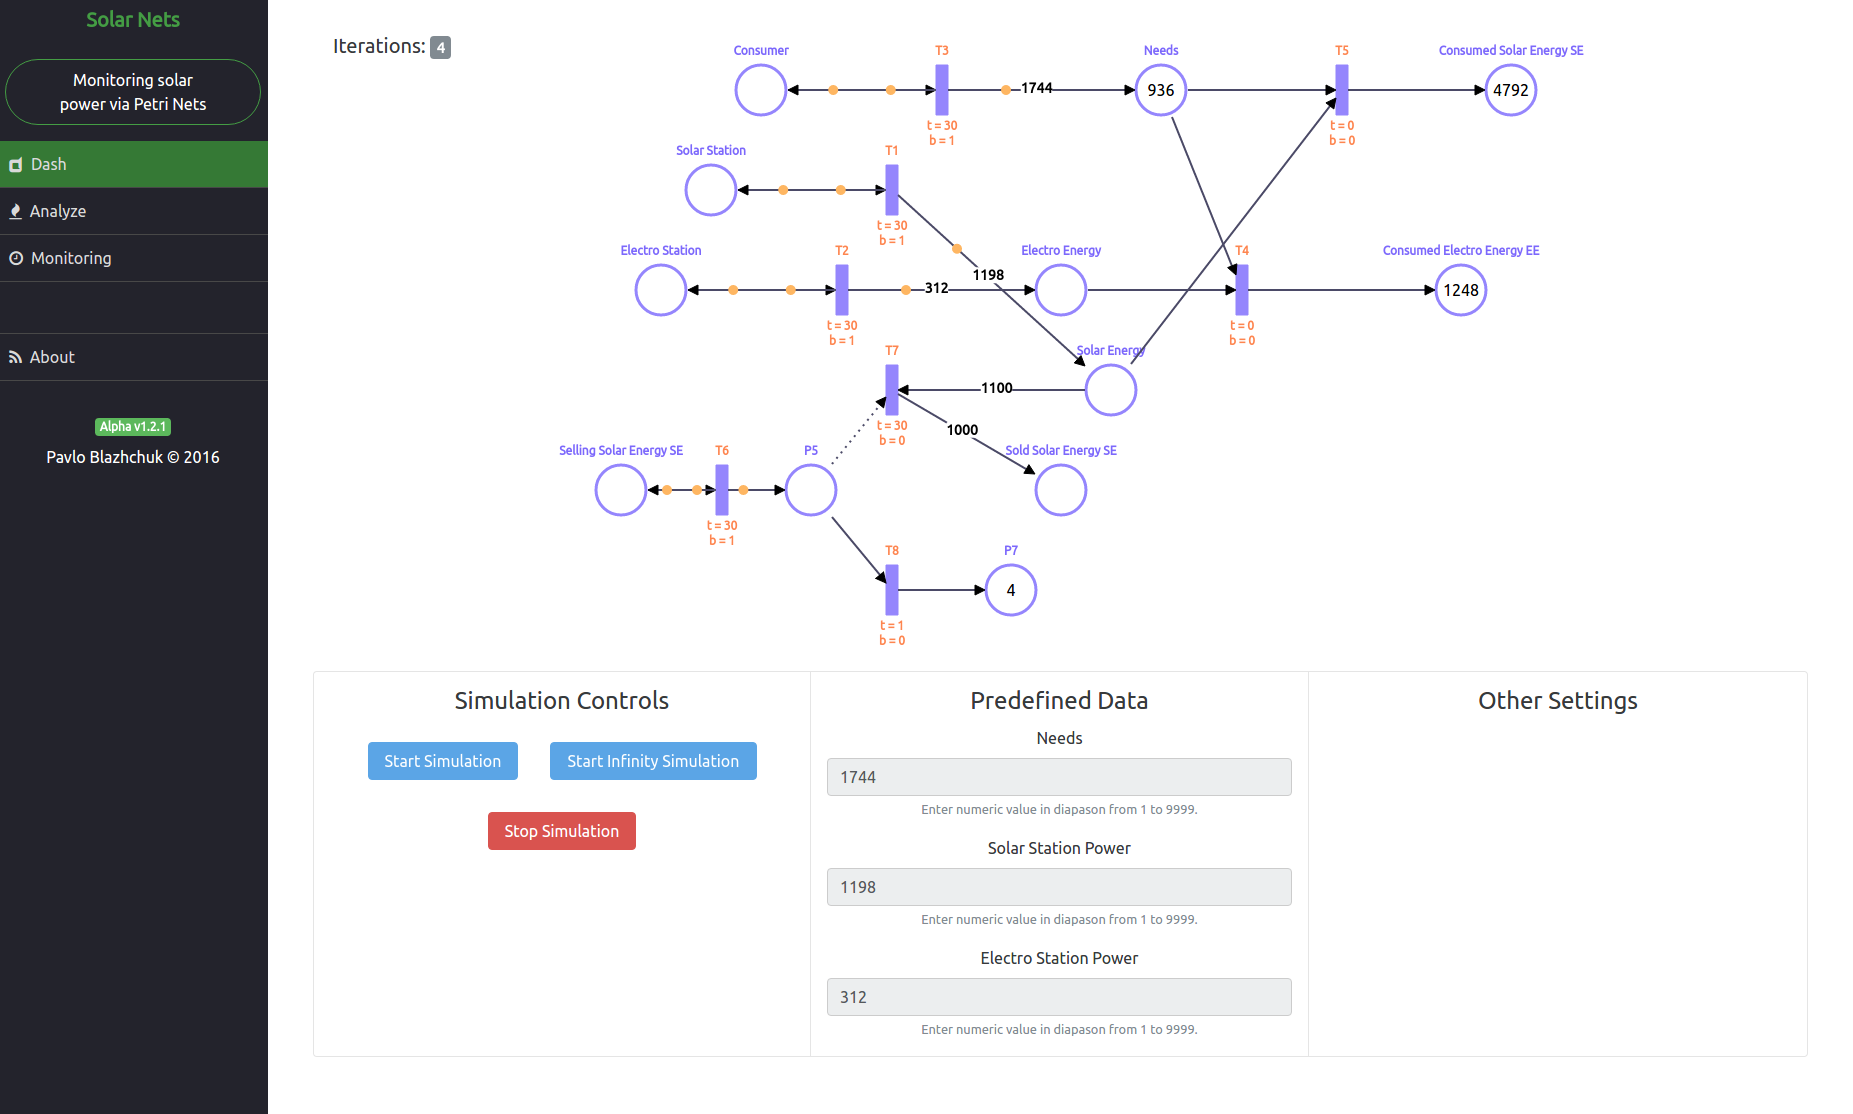 Solar Nets
Monitoring solar
power via Petri Nets
Dash
Analyze
Monitoring
About
Alpha v1.2.1
Pavlo Blazhchuk © 2016
Iterations: 4
Consumer
T3
Needs
T5
Consumed Solar Energy SE
1744
936
4792
t = 30
b = 1
t = 0
b = 0
Solar Station
T1
t = 30
b = 1
Electro Station
T2
Electro Energy
T4
Consumed Electro Energy EE
1198
312
1248
t = 30
b = 1
t = 0
b = 0
T7
Solar Energy
1100
t = 30
b = 0
1000
Selling Solar Energy SE
T6
P5
Sold Solar Energy SE
t = 30
b = 1
T8
P7
4
t = 1
b = 0
Simulation Controls
Start Simulation
Start Infinity Simulation
Stop Simulation
Predefined Data
Needs
1744
Enter numeric value in diapason from 1 to 9999.
Solar Station Power
1198
Enter numeric value in diapason from 1 to 9999.
Electro Station Power
312
Enter numeric value in diapason from 1 to 9999.
Other Settings